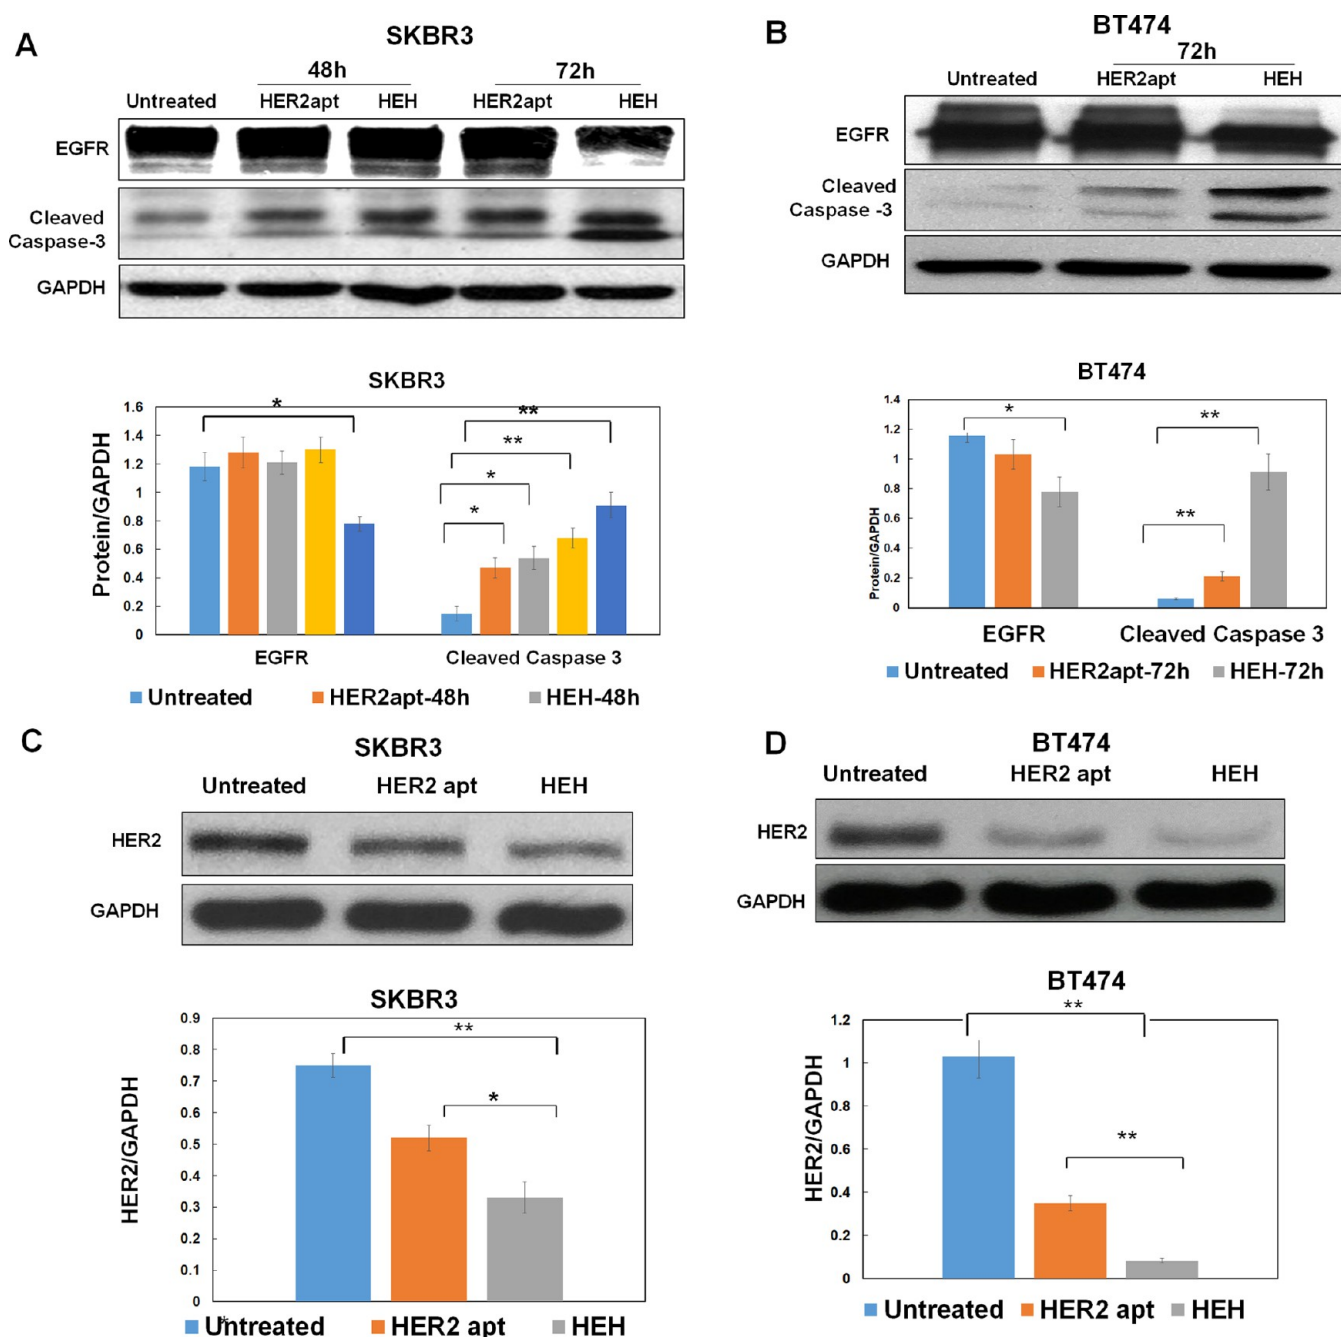 A
SKBR3
48h 72h
Untreated HER2apt HEH HER2apt HEH
EGFR
Cleaved
Caspase-3
GAPDH
B
BT474
72h
Untreated HER2apt HEH
EGFR
Cleaved
Caspase -3
GAPDH
SKBR3
Protein/GAPDH
1.6
1.4
1.2
1
0.8
0.6
0.4
0.2
0
*
*
*
**
**
EGFR Cleaved Caspase 3
Untreated HER2apt-48h HEH-48h
BT474
Protein/GAPDH
1.4
1.2
1
0.8
0.6
0.4
0.2
0
*
**
**
EGFR Cleaved Caspase 3
Untreated HER2apt-72h HEH-72h
C
SKBR3
Untreated HER2 apt HEH
HER2
GAPDH
SKBR3
HER2/GAPDH
0.9
0.8
0.7
0.6
0.5
0.4
0.3
0.2
0.1
0
**
*
*
Untreated HER2 apt HEH
D
BT474
Untreated HER2 apt HEH
HER2
GAPDH
BT474
HER2/GAPDH
1.2
1
0.8
0.6
0.4
0.2
0
**
**
Untreated HER2 apt HEH